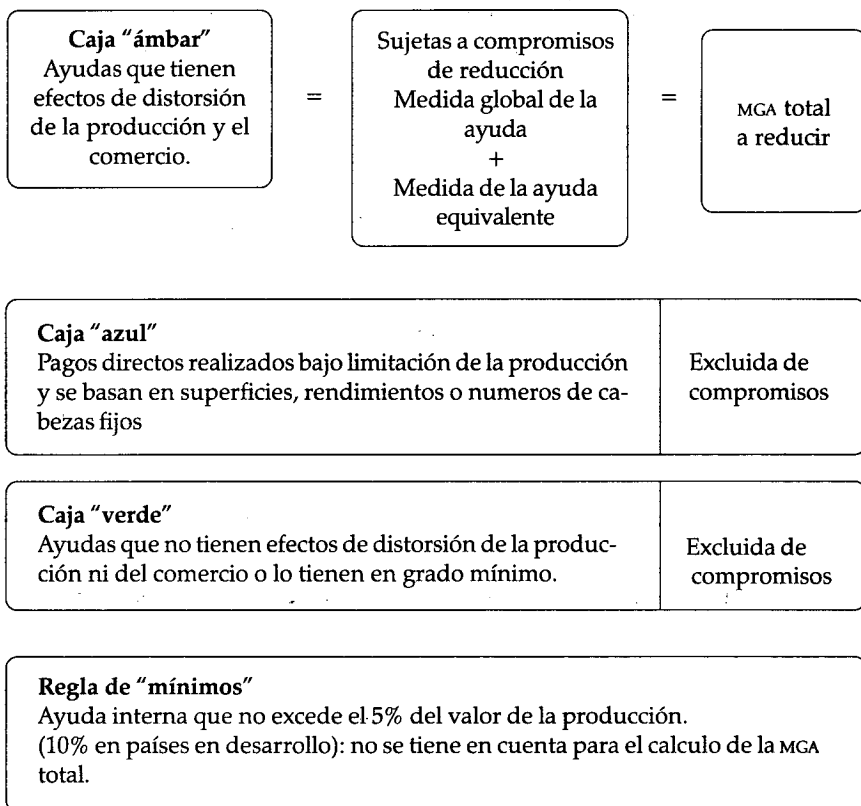 Caja "ámbar"
Ayudas que tienen
efectos de distorsión
de la producción y el
comercio.
=
Sujetas a compromisos
de reducción
Medida global de la
ayuda
+
Medida de la ayuda
equivalente
=
MGA total
a reducir
Caja "azul"
Pagos directos realizados bajo limitación de la producción
y se basan en superficies, rendimientos o numeros de ca-
bezas fijos
Excluida de
compromisos
Caja "verde"
Ayudas que no tienen efectos de distorsión de la produc-
ción ni del comercio o lo tienen en grado mínimo.
Excluida de
compromisos
Regla de "mínimos"
Ayuda interna que no excede el 5% del valor de la producción.
(10% en países en desarrollo): no se tiene en cuenta para el calculo de la MGA
total.